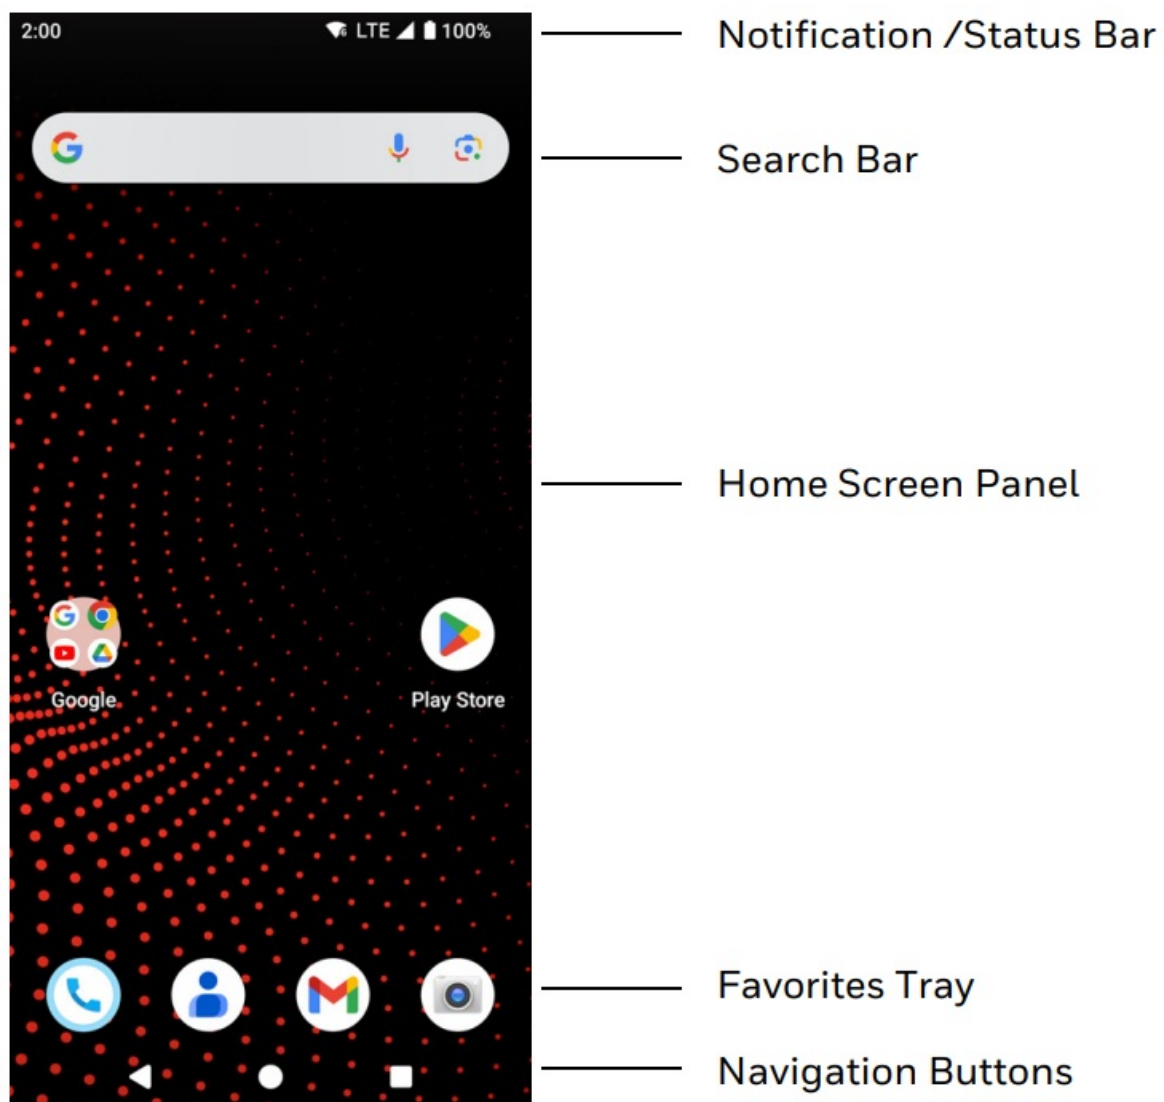 2:00 LTE 100%
Notification /Status Bar
Search Bar
Home Screen Panel
Google Play Store
Favorites Tray
Navigation Buttons